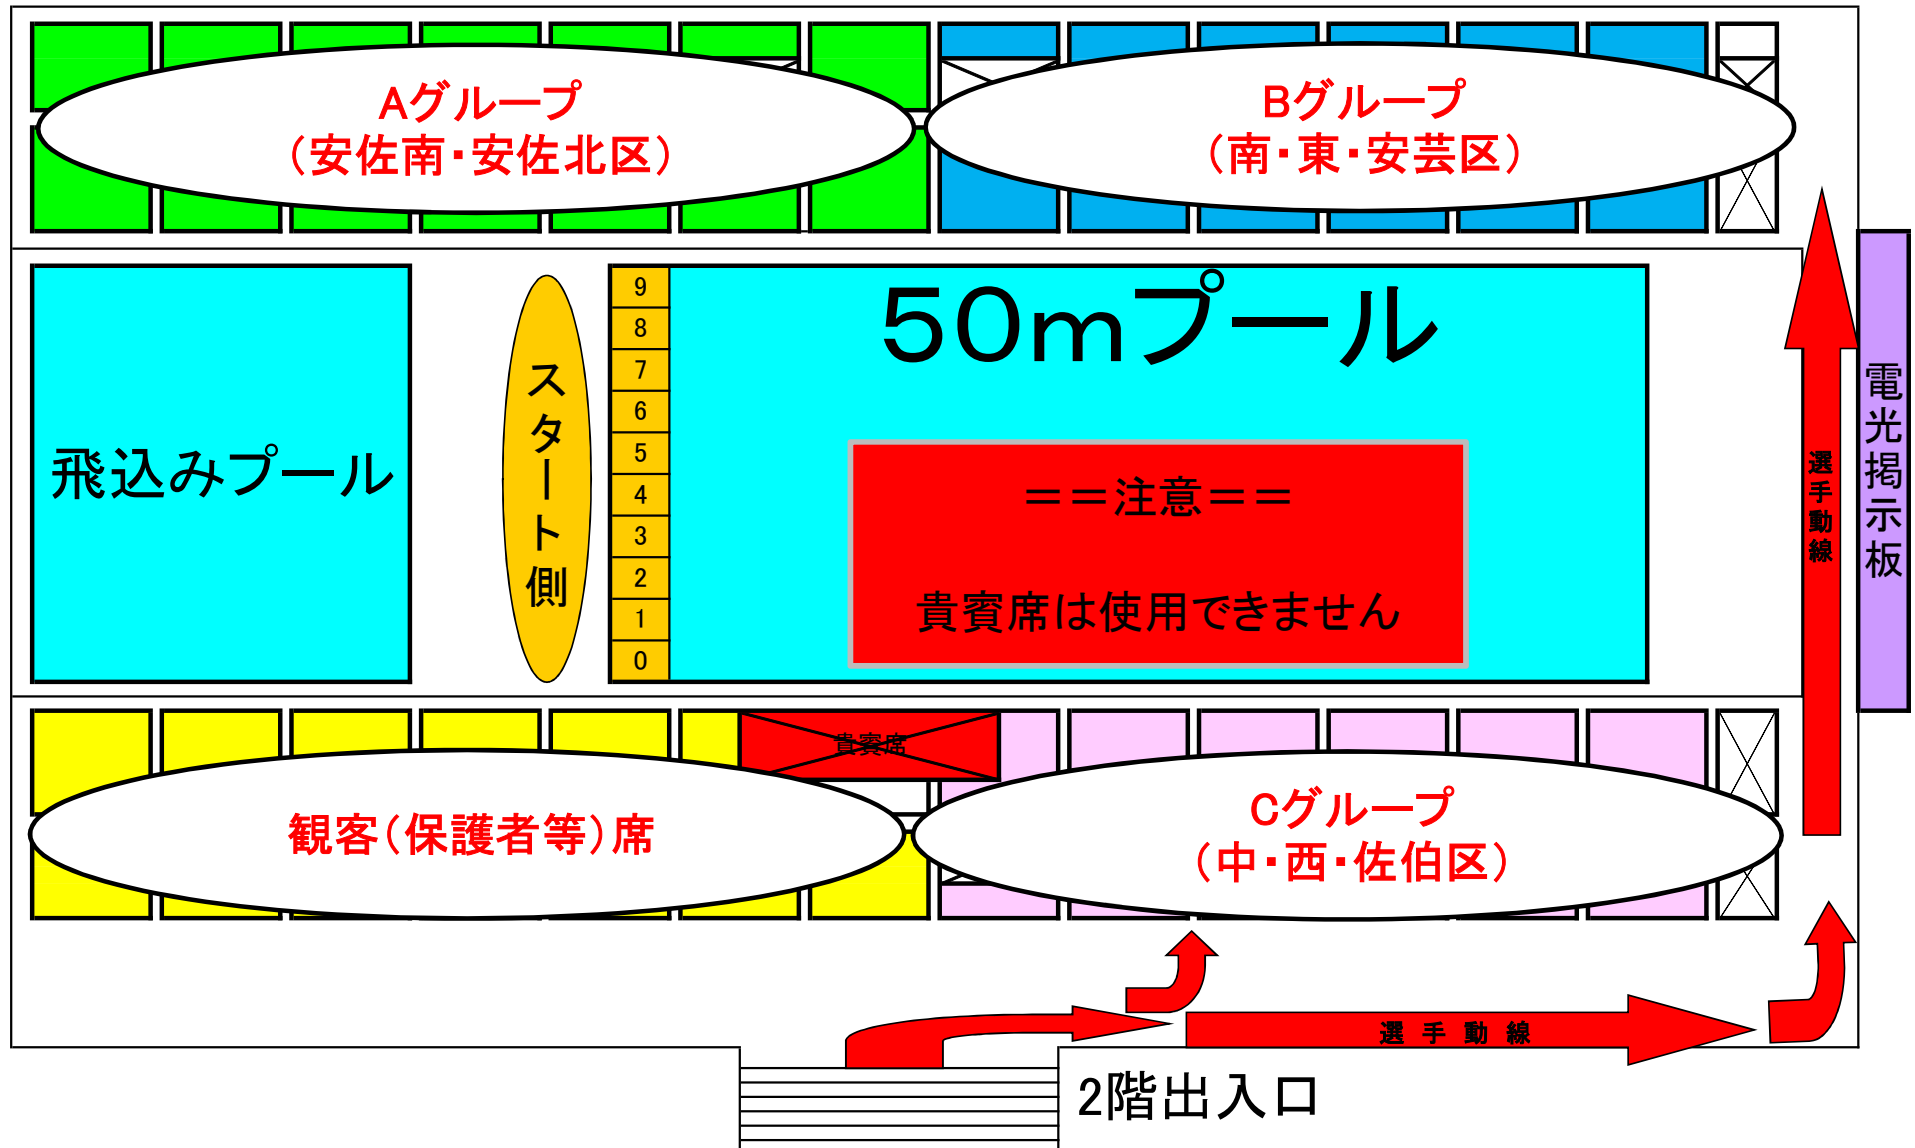 Aグループ
（安佐南・安佐北区）
Bグループ
（南・東・安芸区）
飛込みプール
スタート側
9
8
7
6
5
4
3
2
1
0
50mプール
＝＝注意＝＝
貴賓席は使用できません
選手動線
電光掲示板
貴賓席
観客（保護者等）席
Cグループ
（中・西・佐伯区）
選手動線
2階出入口